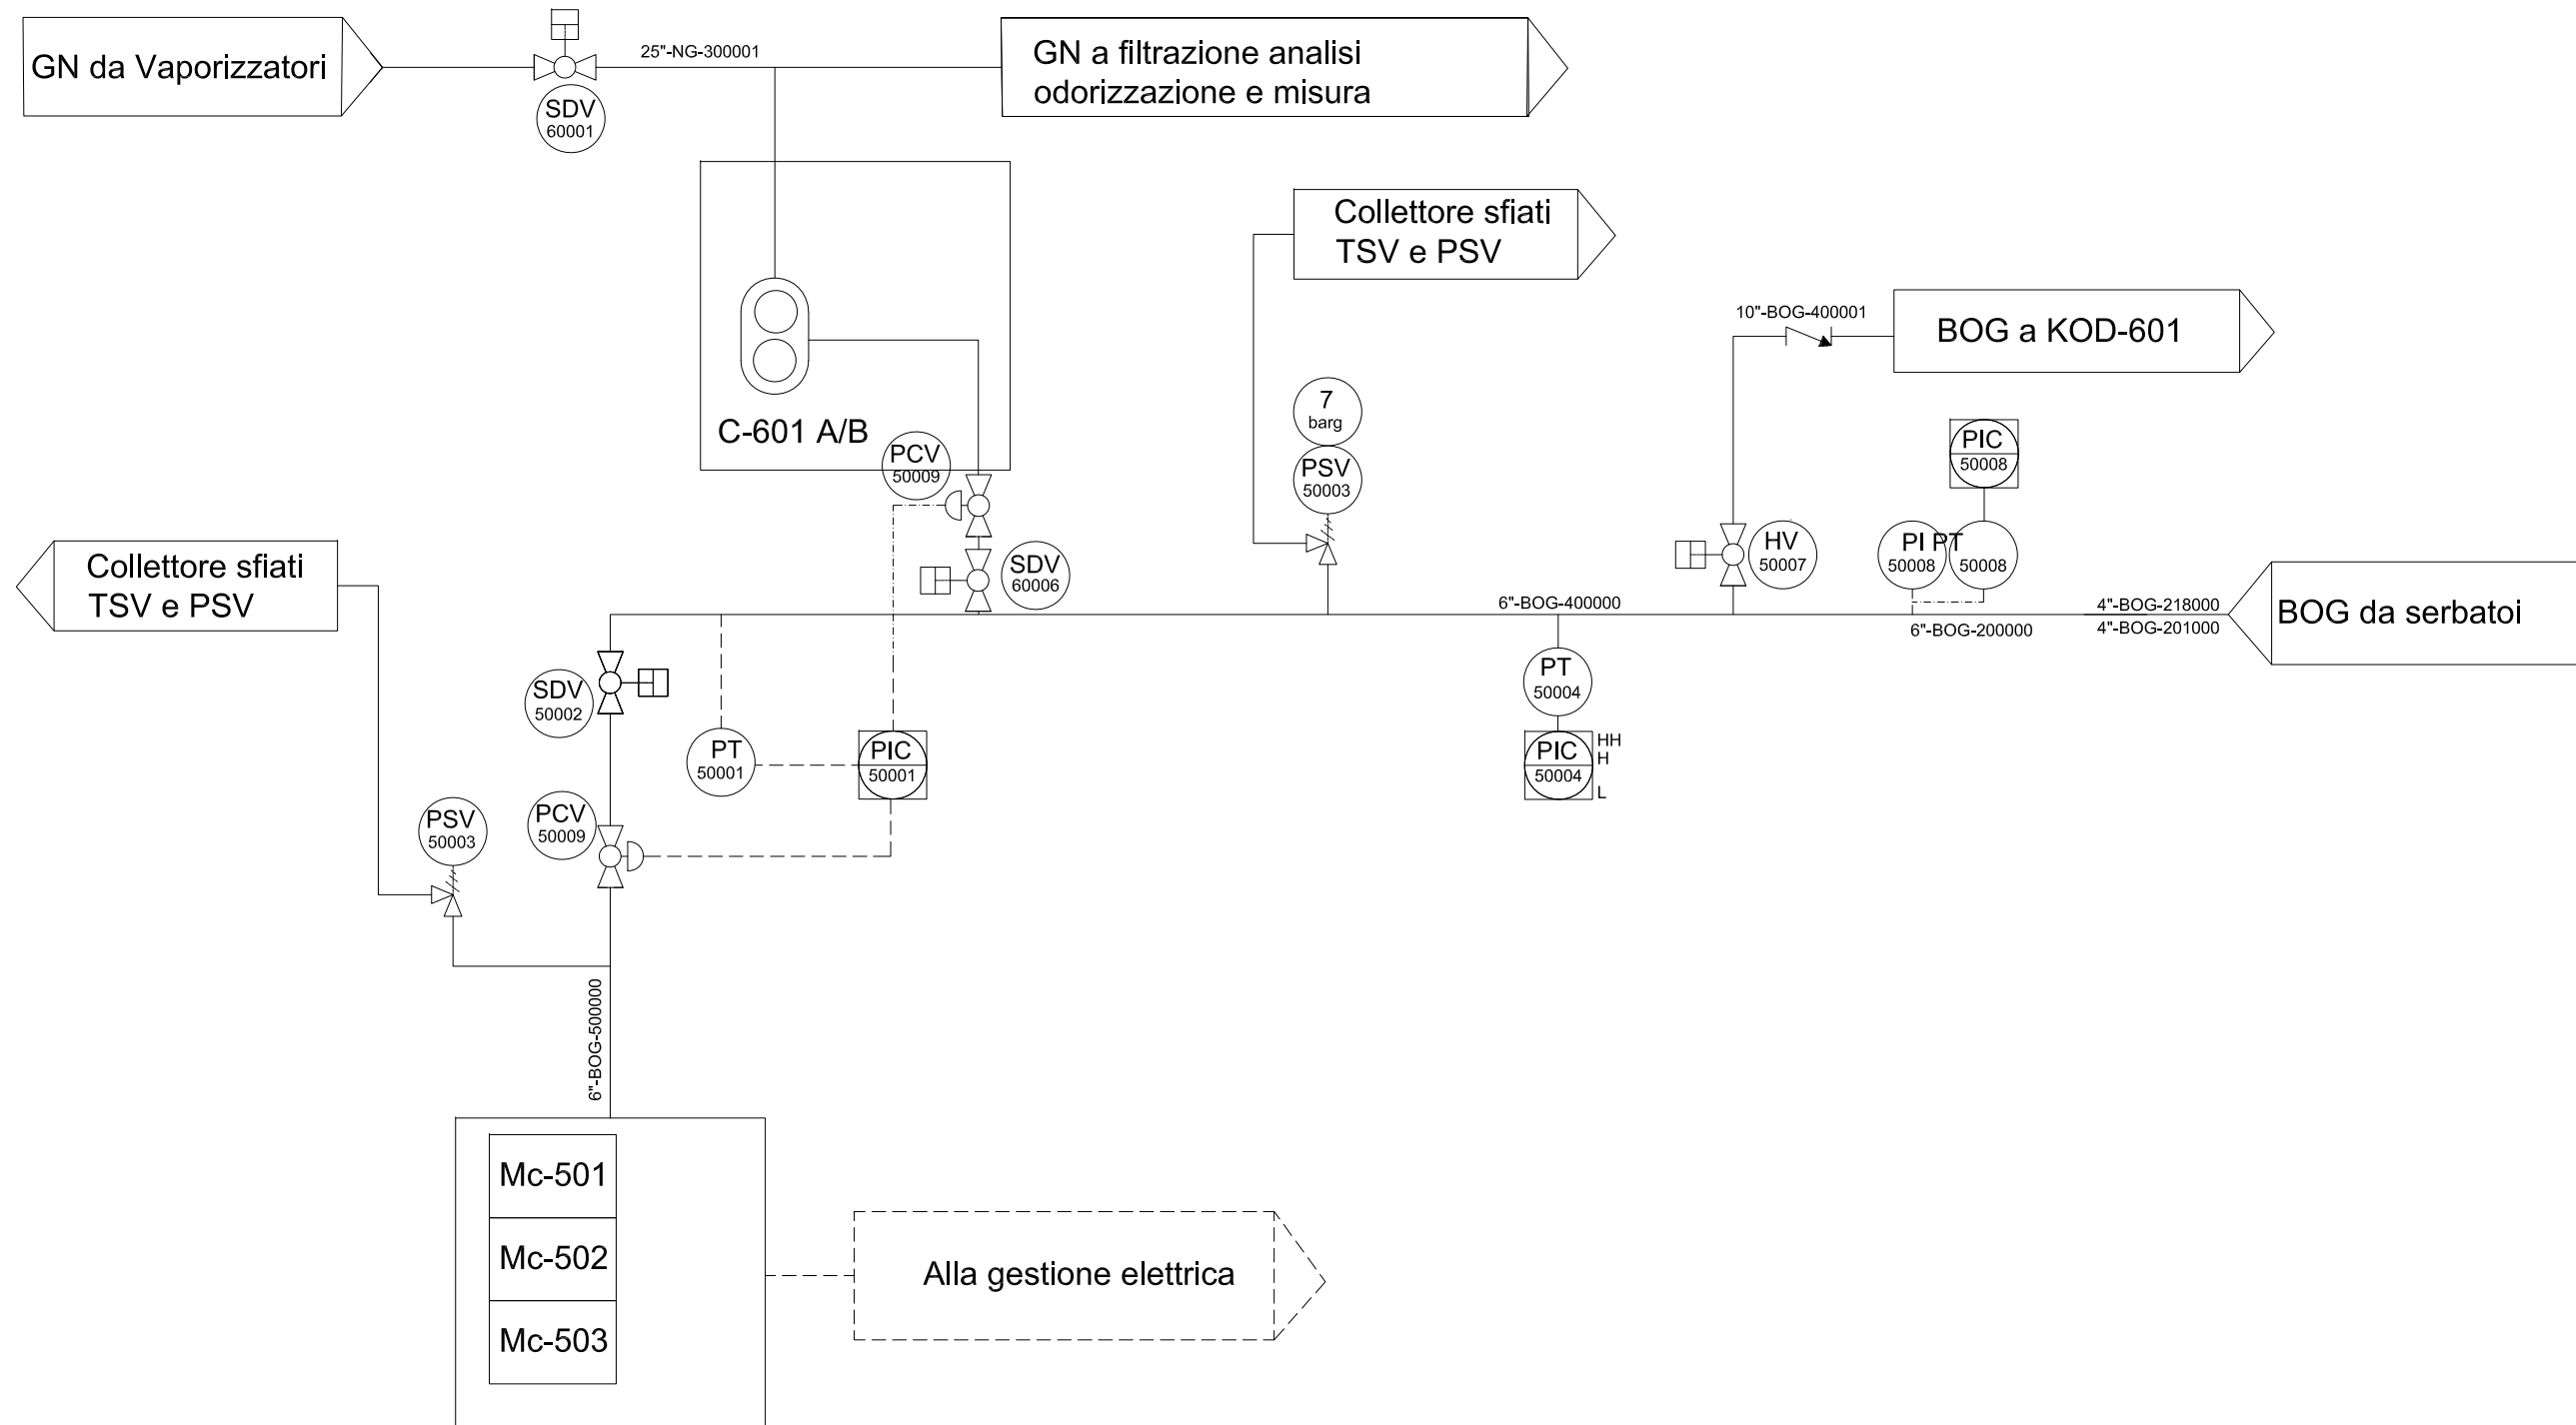 GN da Vaporizzatori
SDV
60001
25"-NG-300001
GN a filtrazione analisi
odorizzazione e misura
C-601 A/B
PCV
50009
SDV
60006
Collettore sfiati
TSV e PSV
7
barg
PSV
50003
10"-BOG-400001
BOG a KOD-601
PIC
50008
HV
50007
PI PT
50008 50008
6"-BOG-400000
6"-BOG-200000
4"-BOG-218000
4"-BOG-201000
BOG da serbatoi
Collettore sfiati
TSV e PSV
SDV
50002
PT
50001
PIC
50001
PT
50004
PIC
50004
HH
H
L
PSV
50003
PCV
50009
6"-BOG-500000
Mc-501
Mc-502
Mc-503
Alla gestione elettrica